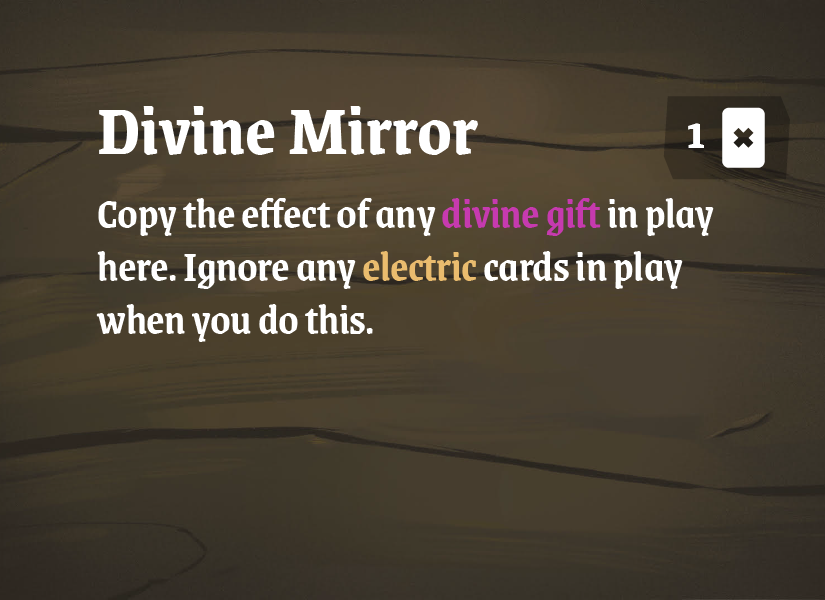 Divine Mirror
1 ✖
Copy the effect of any divine gift in play
here. Ignore any electric cards in play
when you do this.